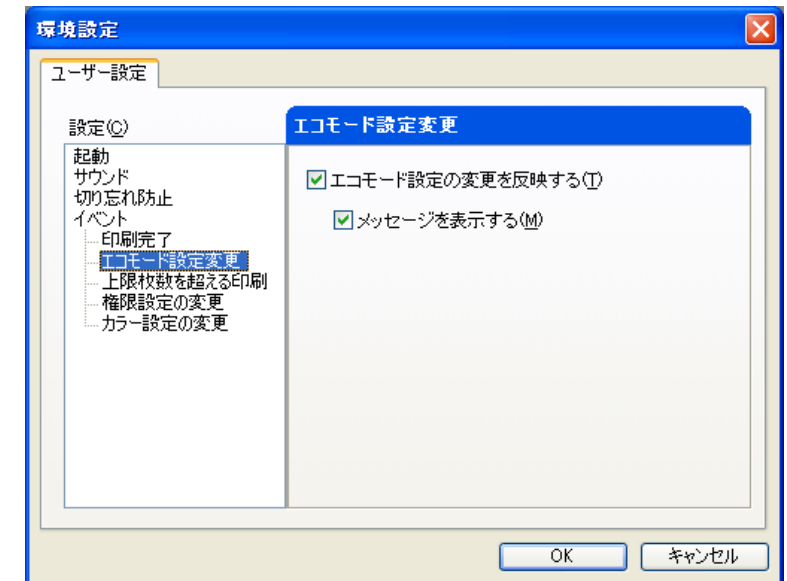 環境設定
ユーザー設定
設定(C)
起動
サウンド
切り忘れ防止
イベント
印刷完了
エコモード設定変更
上限枚数を超える印刷
権限設定の変更
カラー設定の変更
エコモード設定変更
エコモード設定の変更を反映する(T)
メッセージを表示する(M)
OK
キャンセル